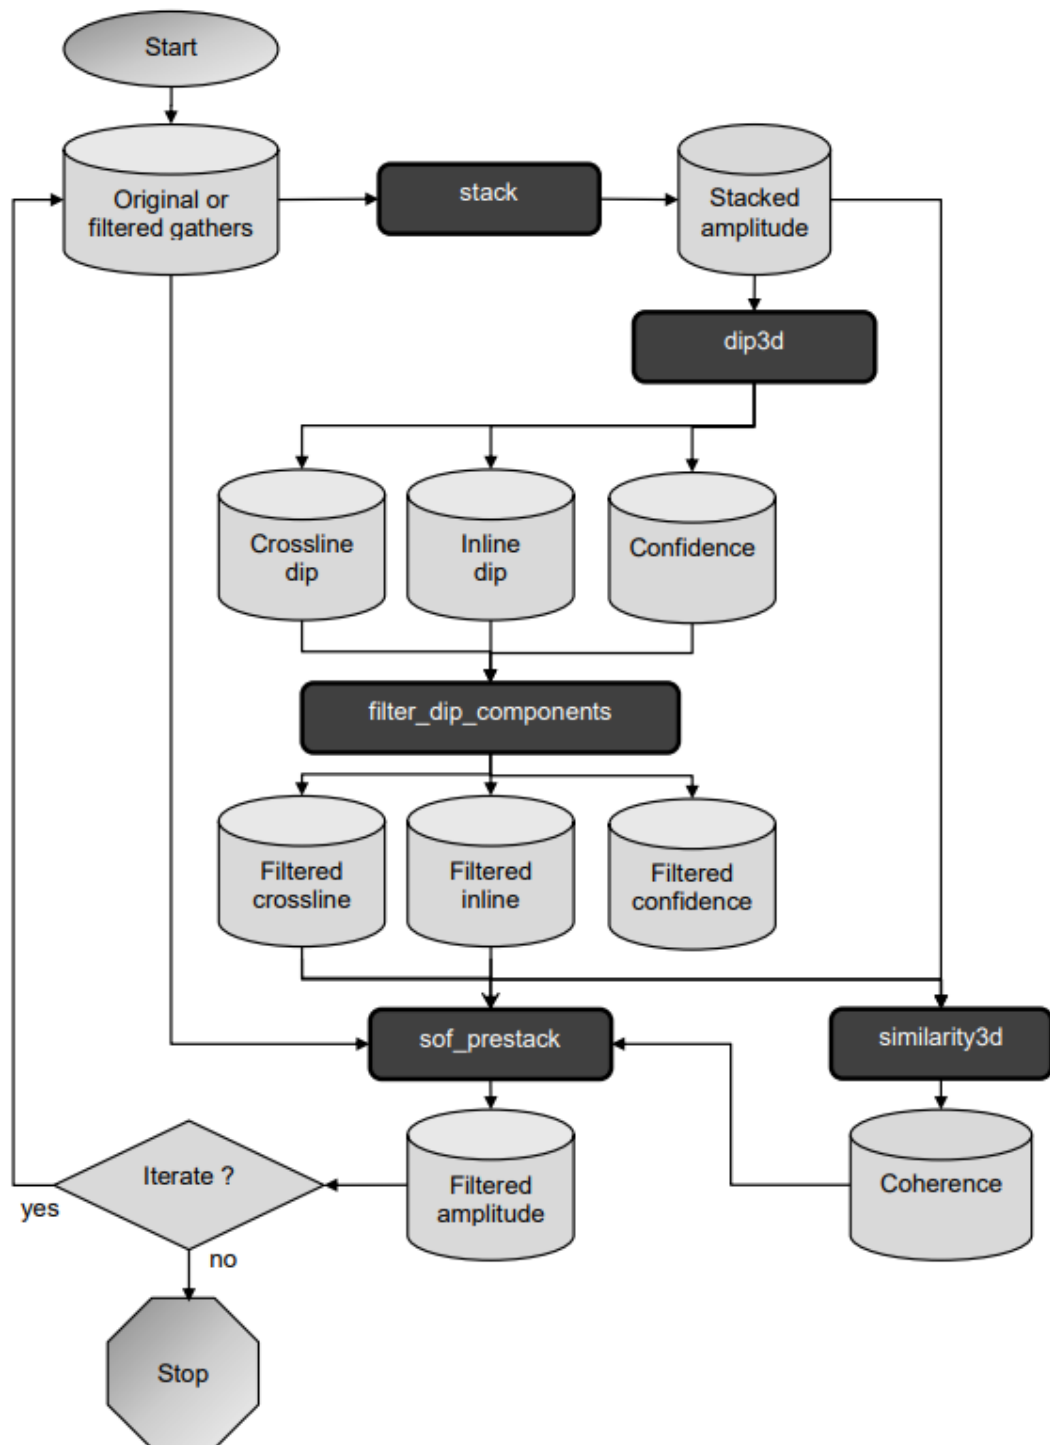 Start
Original or
filtered gathers
stack
Stacked
amplitude
dip3d
Crossline
dip
Inline
dip
Confidence
filter_dip_components
Filtered
crossline
Filtered
inline
Filtered
confidence
sof_prestack
similarity3d
Iterate ?
yes
no
Filtered
amplitude
Coherence
Stop